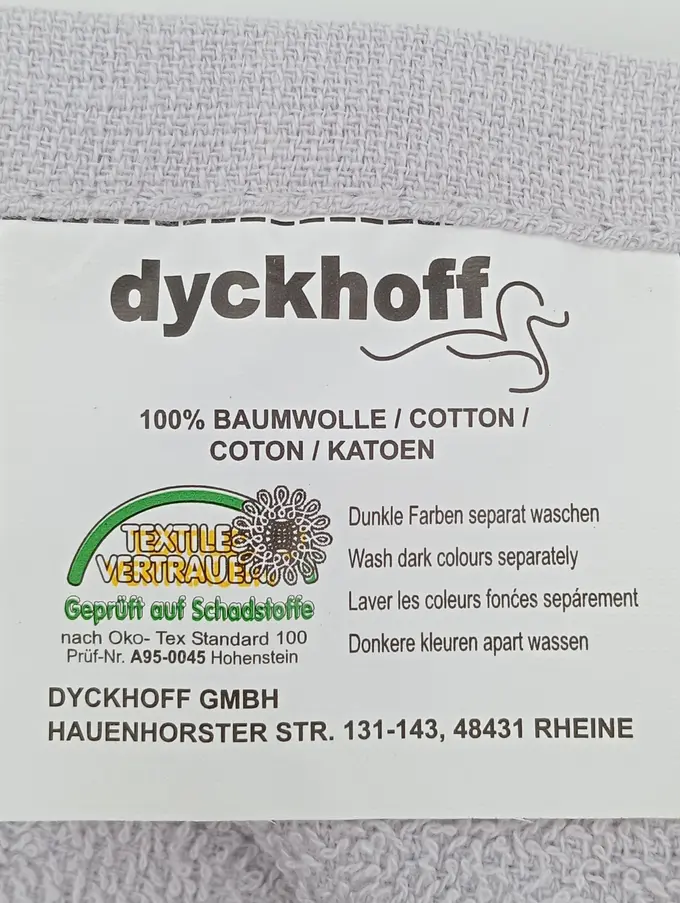 dyckhoff
100% BAUMWOLLE / COTTON /
COTON / KATOEN
TEXTILES
VERTRAUEN
Geprüft auf Schadstoffe
nach Oko- Tex Standard 100
Prüf-Nr. A95-0045 Hohenstein
Dunkle Farben separat waschen
Wash dark colours separately
Laver les coleurs fonćes sepárement
Donkere kleuren apart wassen
DYCKHOFF GMBH
HAUENHORSTER STR. 131-143, 48431 RHEINE